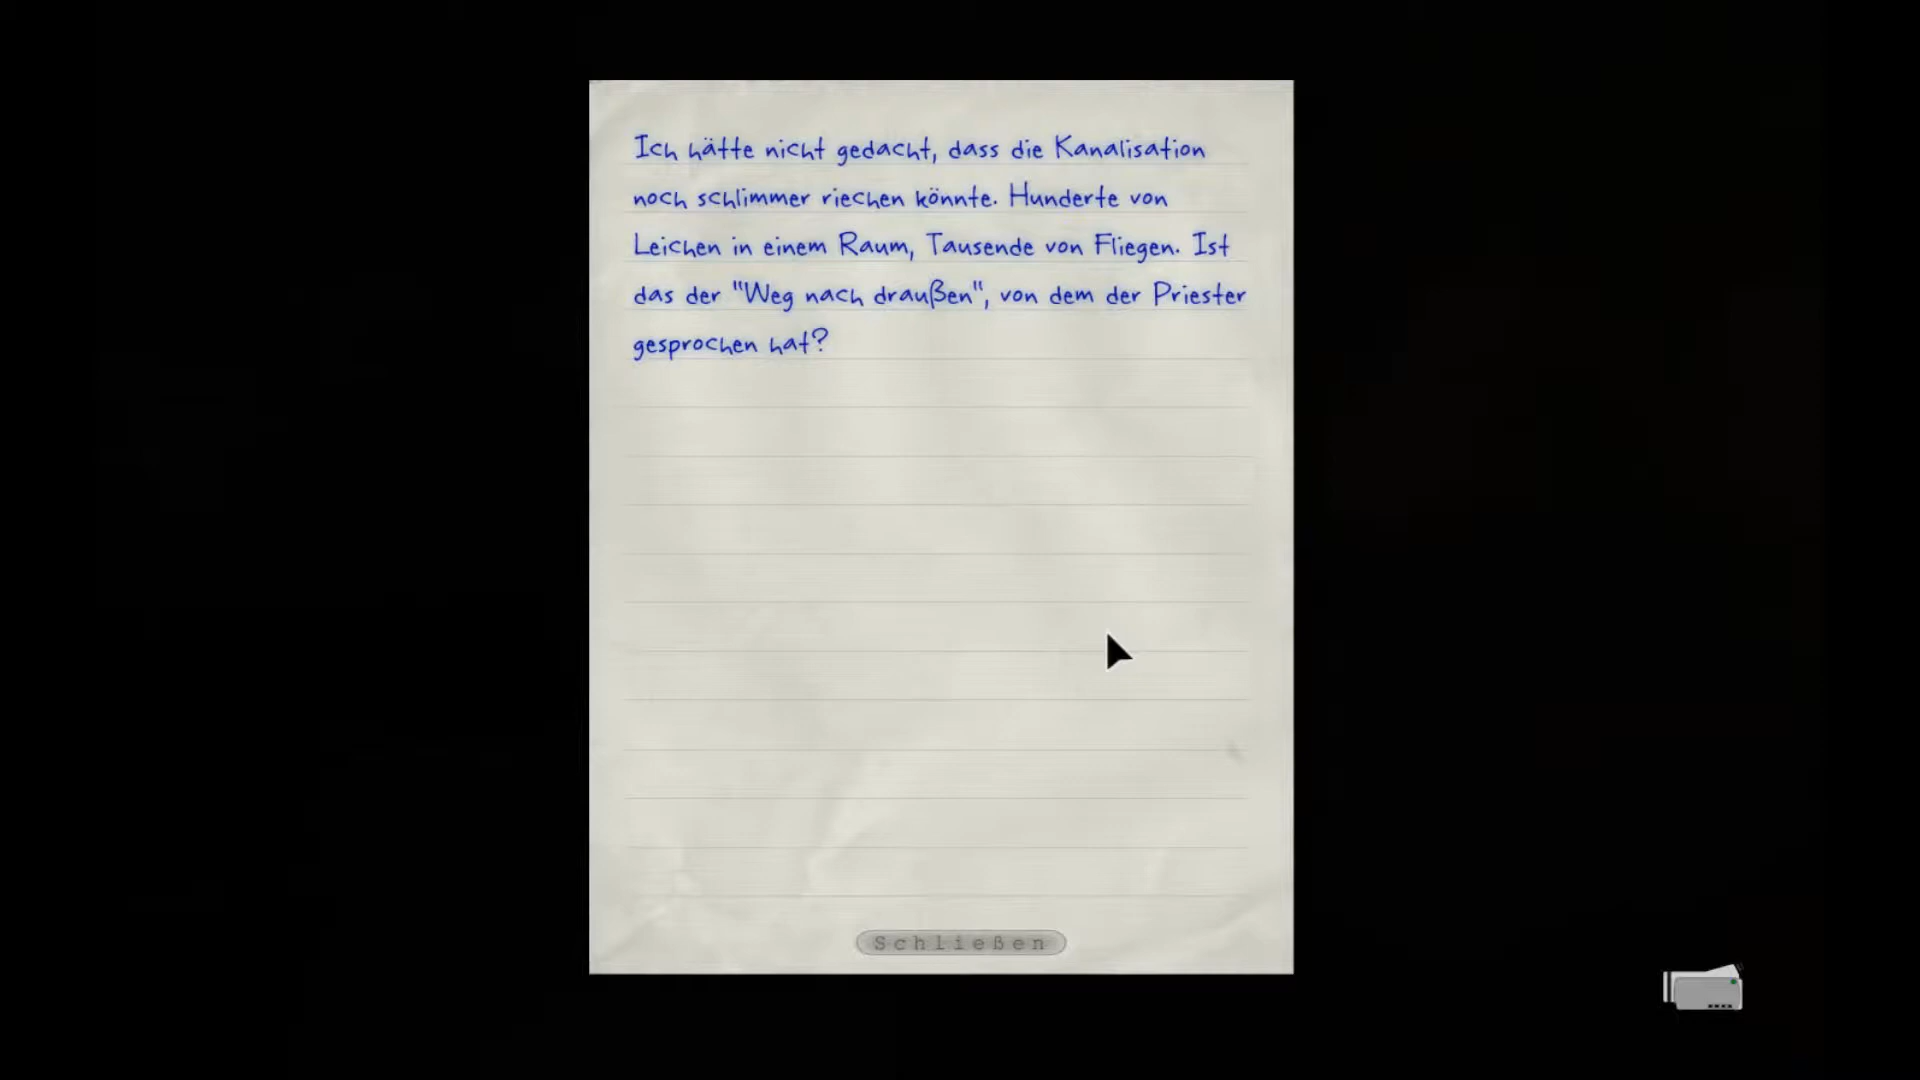 Ich hätte nicht gedacht, dass die Kanalisation
noch schlimmer riechen könnte. Hunderte von
Leichen in einem Raum, Tausende von Fliegen. Ist
das der "Weg nach draußen", von dem der Priester
gesprochen hat?
Schließen